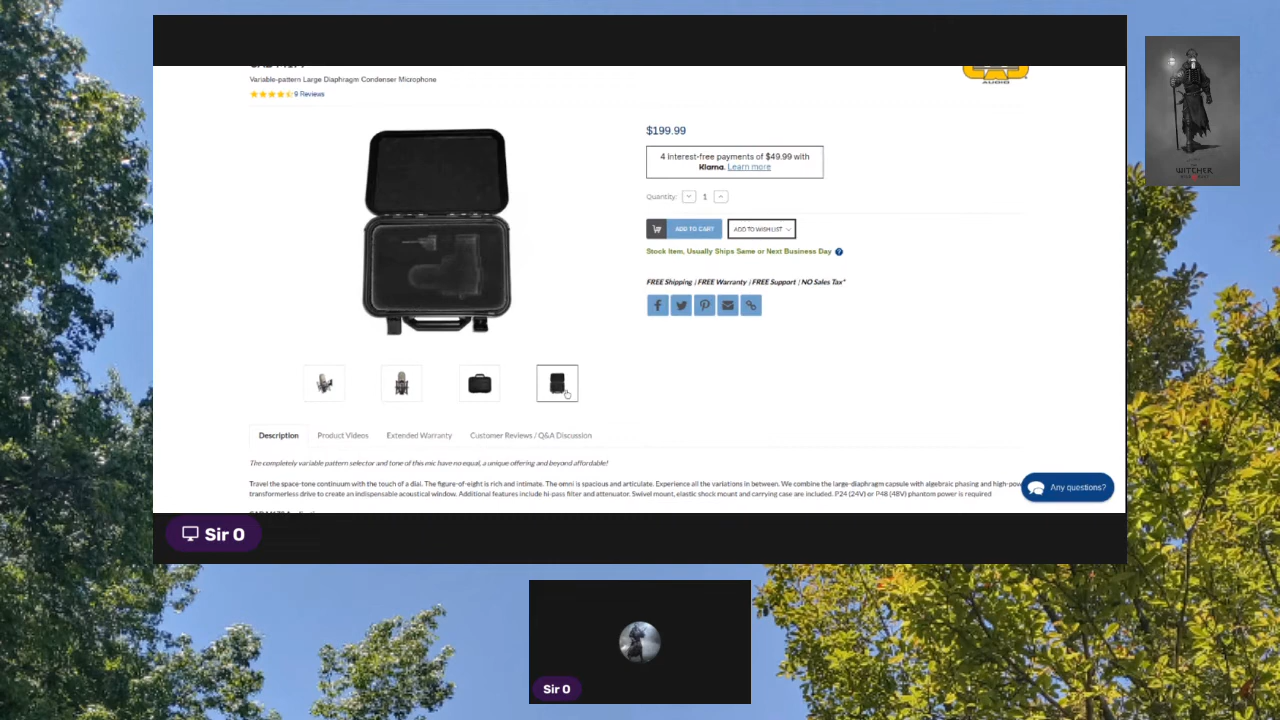 Variable-pattern Large Diaphragm Condenser Microphone
9 Reviews
AUDIO
$199.99
4 interest-free payments of $49.99 with
Klarna. Learn more
Quantity: 1
ADD TO CART
ADD TO WISH LIST
Stock Item, Usually Ships Same or Next Business Day ?
FREE Shipping | FREE Warranty | FREE Support | NO Sales Tax*
Description Product Videos Extended Warranty Customer Reviews / Q&A Discussion
The completely variable pattern selector and tone of this mic have no equal, a unique offering and beyond affordable!
Travel the space-tone continuum with the touch of a dial. The figure-of-eight is rich and intimate. The omni is spacious and articulate. Experience all the variations in between. We combine the large-diaphragm capsule with algebraic phasing and high-pow
transformerless drive to create an indispensable acoustical window. Additional features include hi-pass filter and attenuator. Swivel mount, elastic shock mount and carrying case are included. P24 (24V) or P48 (48V) phantom power is required
Any questions?
Sir O
Sir O
WITCHER